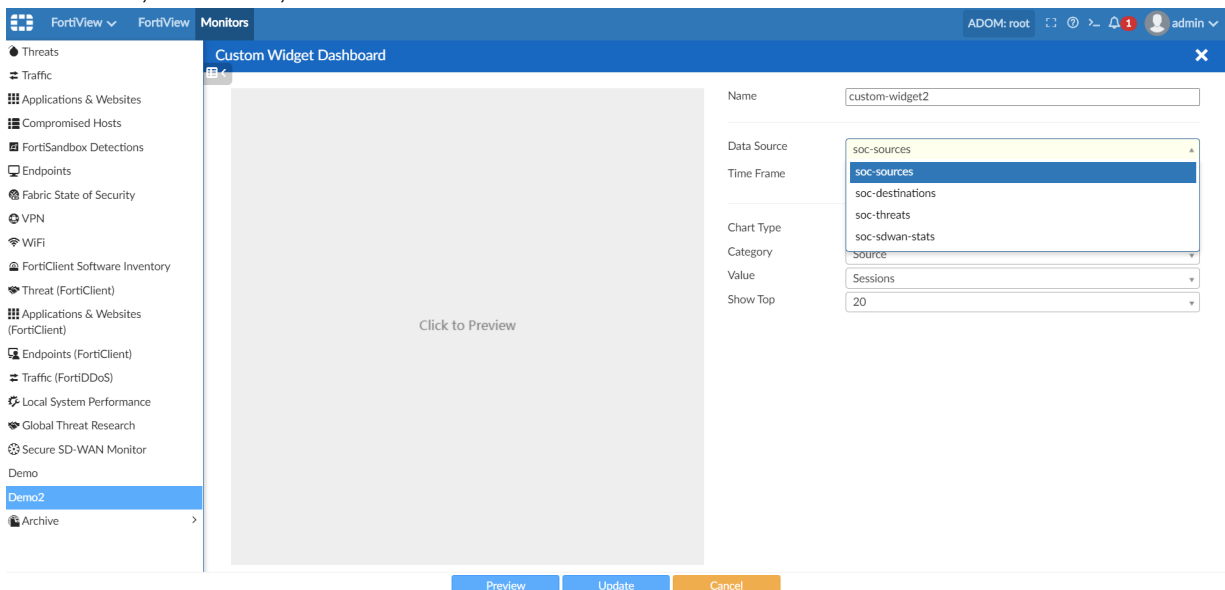 FortiView FortiView Monitors ADOM: root >_ 1 admin
Threats
Traffic
Applications & Websites
Compromised Hosts
FortiSandbox Detections
Endpoints
Fabric State of Security
VPN
WiFi
FortiClient Software Inventory
Threat (FortiClient)
Applications & Websites
(FortiClient)
Endpoints (FortiClient)
Traffic (FortiDDoS)
Local System Performance
Global Threat Research
Secure SD-WAN Monitor
Demo
Demo2
Archive
Custom Widget Dashboard
Click to Preview
Name custom-widget2
Data Source soc-sources
soc-sources
soc-destinations
soc-threats
soc-sdwan-stats
Time Frame
Chart Type
Category Source
Value Sessions
Show Top 20
Preview Update Cancel